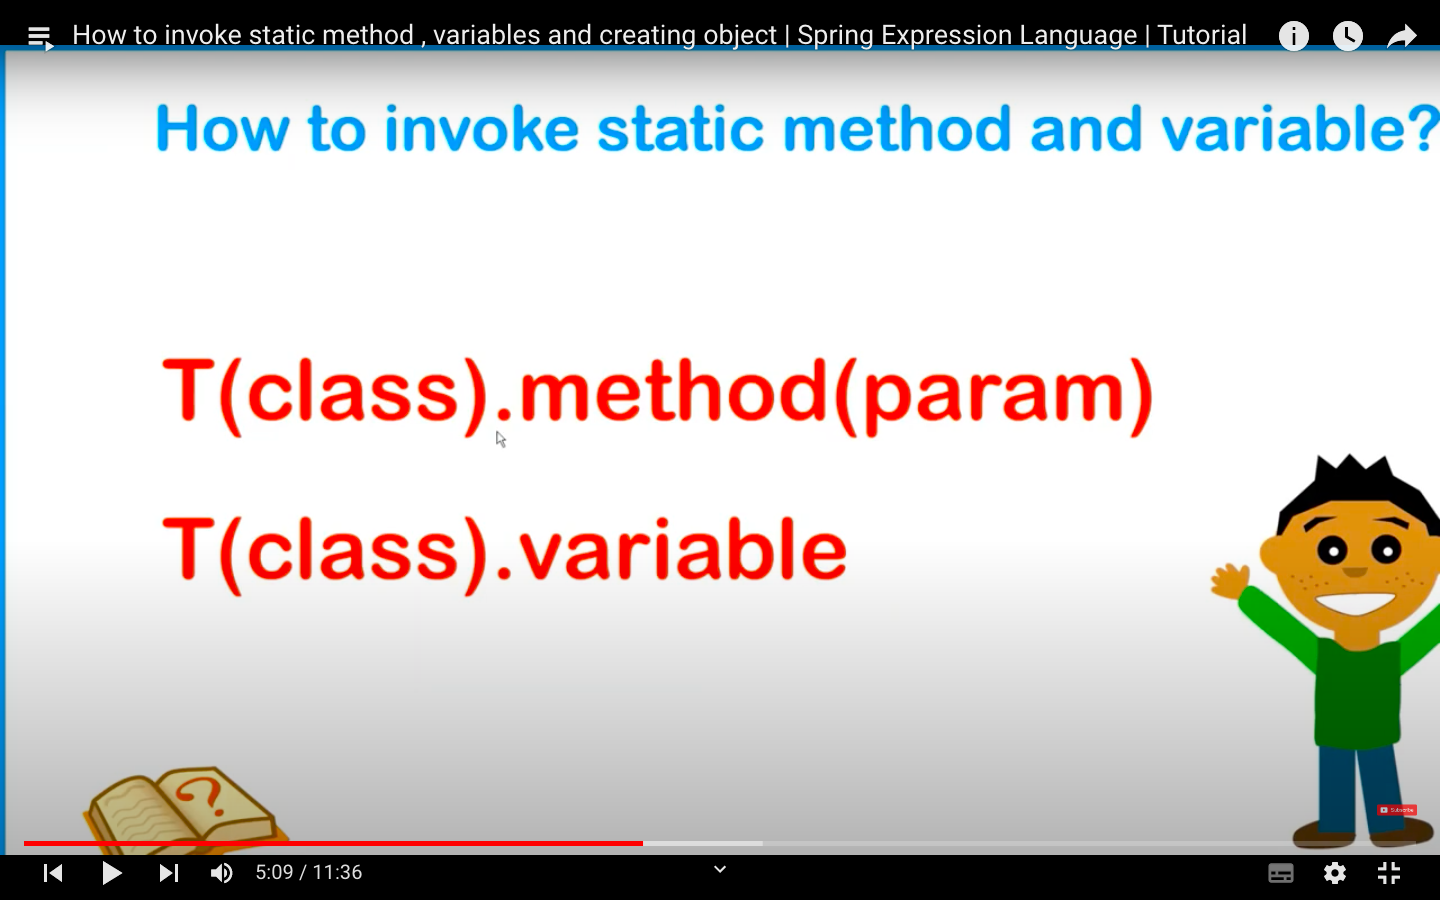 How to invoke static method , variables and creating object | Spring Expression Language | Tutorial
How to invoke static method and variable?
T(class).method(param)
T(class).variable
?
Subscribe
5:09 / 11:36